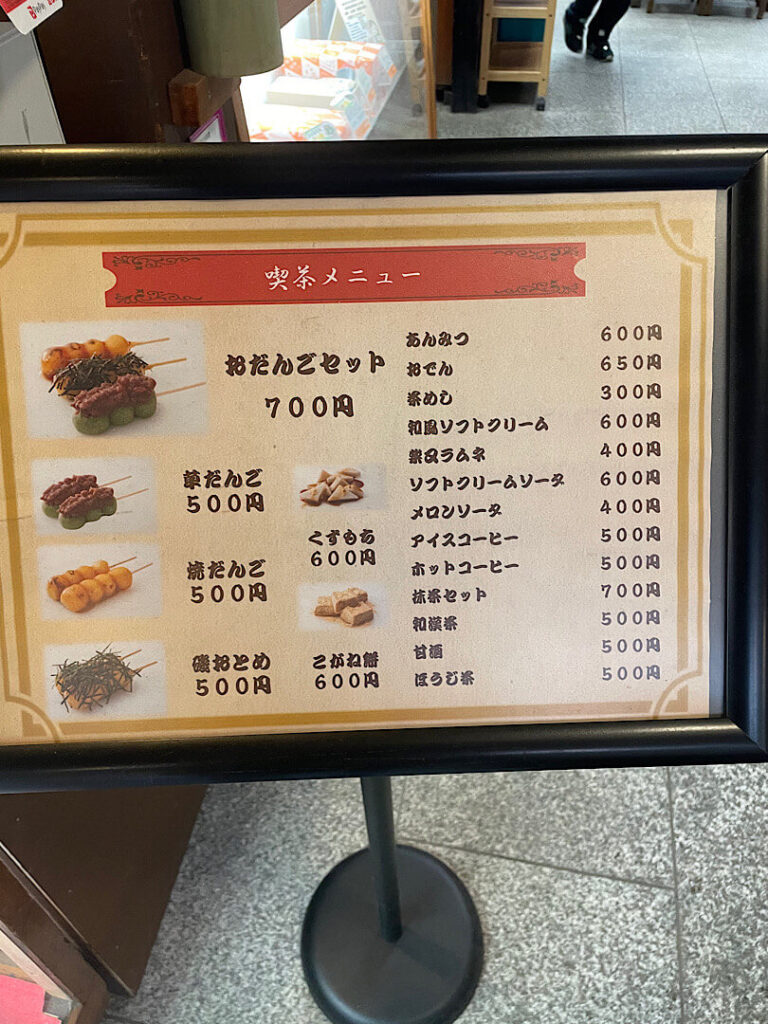 PayPay
喫茶メニュー
おだんごセット
700円
草だんご
500円
焼だんご
500円
磯おとめ
500円
くずもち
600円
こがね餅
600円
あんみつ 600円
おでん 650円
茶めし 300円
和風ソフトクリーム 600円
柴又ラムネ 400円
ソフトクリームソーダ 600円
メロンソーダ 400円
アイスコーヒー 500円
ホットコーヒー 500円
抹茶セット 700円
和漢茶 500円
甘酒 500円
ほうじ茶 500円